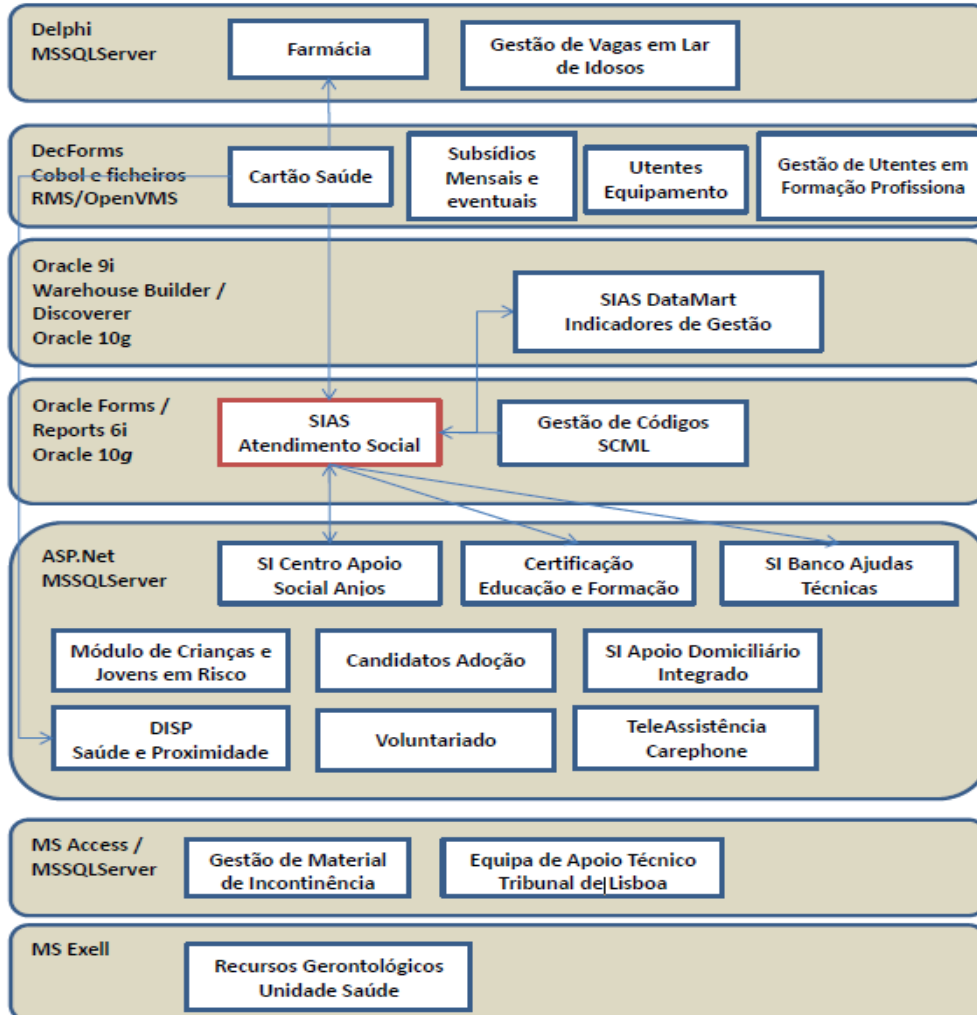 Delphi
MSSQLServer
Farmácia
Gestão de Vagas em Lar
de Idosos
DecForms
Cobol e ficheiros
RMS/OpenVMS
Cartão Saúde
Subsídios
Mensais e
eventuais
Utentes
Equipamento
Gestão de Utentes em
Formação Profissiona
Oracle 9i
Warehouse Builder /
Discoverer
Oracle 10g
SIAS DataMart
Indicadores de Gestão
Oracle Forms /
Reports 6i
Oracle 10g
SIAS
Atendimento Social
Gestão de Códigos
SCML
ASP.Net
MSSQLServer
SI Centro Apoio
Social Anjos
Certificação
Educação e Formação
SI Banco Ajudas
Técnicas
Módulo de Crianças e
Jovens em Risco
Candidatos Adoção
SI Apoio Domiciliário
Integrado
DISP
Saúde e Proximidade
Voluntariado
TeleAssistência
Carephone
MS Access /
MSSQLServer
Gestão de Material
de Incontinência
Equipa de Apoio Técnico
Tribunal de Lisboa
MS Exell
Recursos Gerontológicos
Unidade Saúde